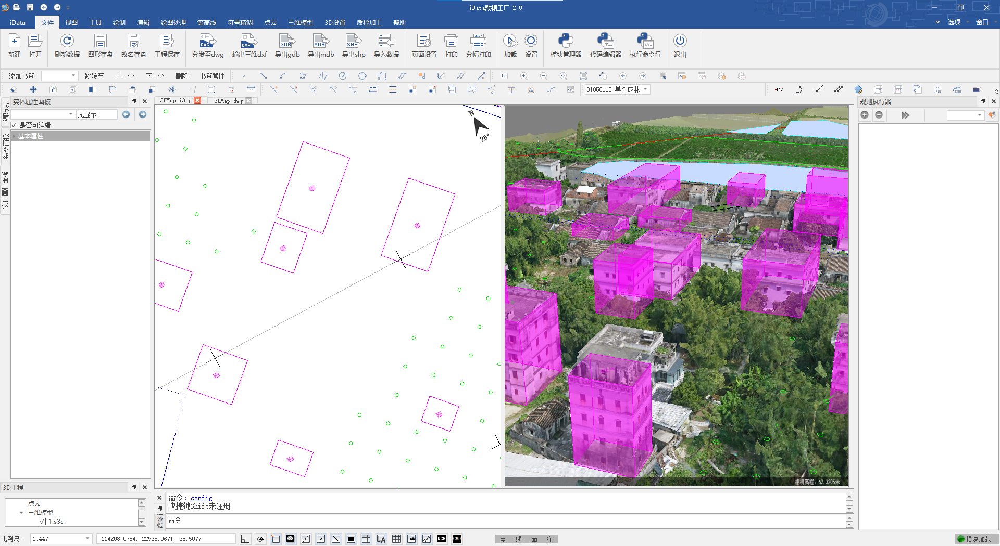 iData数据工厂 2.0
iData 文件 视图 工具 绘制 编辑 绘图处理 等高线 符号精调 点云 三维模型 3D设置 质检加工 帮助 选项 窗口
新建 打开 刷新数据 图形存盘 改名存盘 工程保存 分发至dwg 输出三维dxf 导出gdb 导出mdb 导出shp 导入数据 页面设置 打印 分幅打印 加载 设置 模块管理器 代码编辑器 执行命令行 退出
添加书签 跳转至 上一个 下一个 删除 书签管理
81050110 单个成林
实体属性面板
3DMap.i3dp 3DMap.dwg
规则执行器
无显示
是否可编辑
基本属性
编码表
绘图面板
实体属性面板
N
28°
相机高程: 62.3205米
3D工程
点云
三维模型
1.s3c
命令: config
快捷键Shift未注册
命令:
比例尺: 1:447 114208.0754, 22938.0671, 35.5077 RGB CMD 点 线 面 注 模块加载